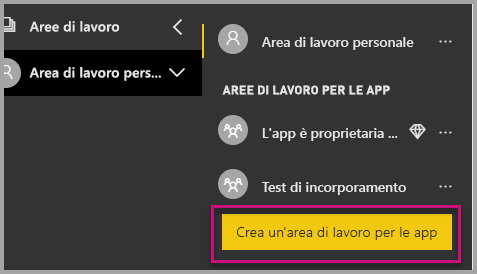 Aree di lavoro
Area di lavoro pers...
Area di lavoro personale ...
AREE DI LAVORO PER LE APP
L'app è proprietaria ... ...
Test di incorporamento ...
Crea un'area di lavoro per le app